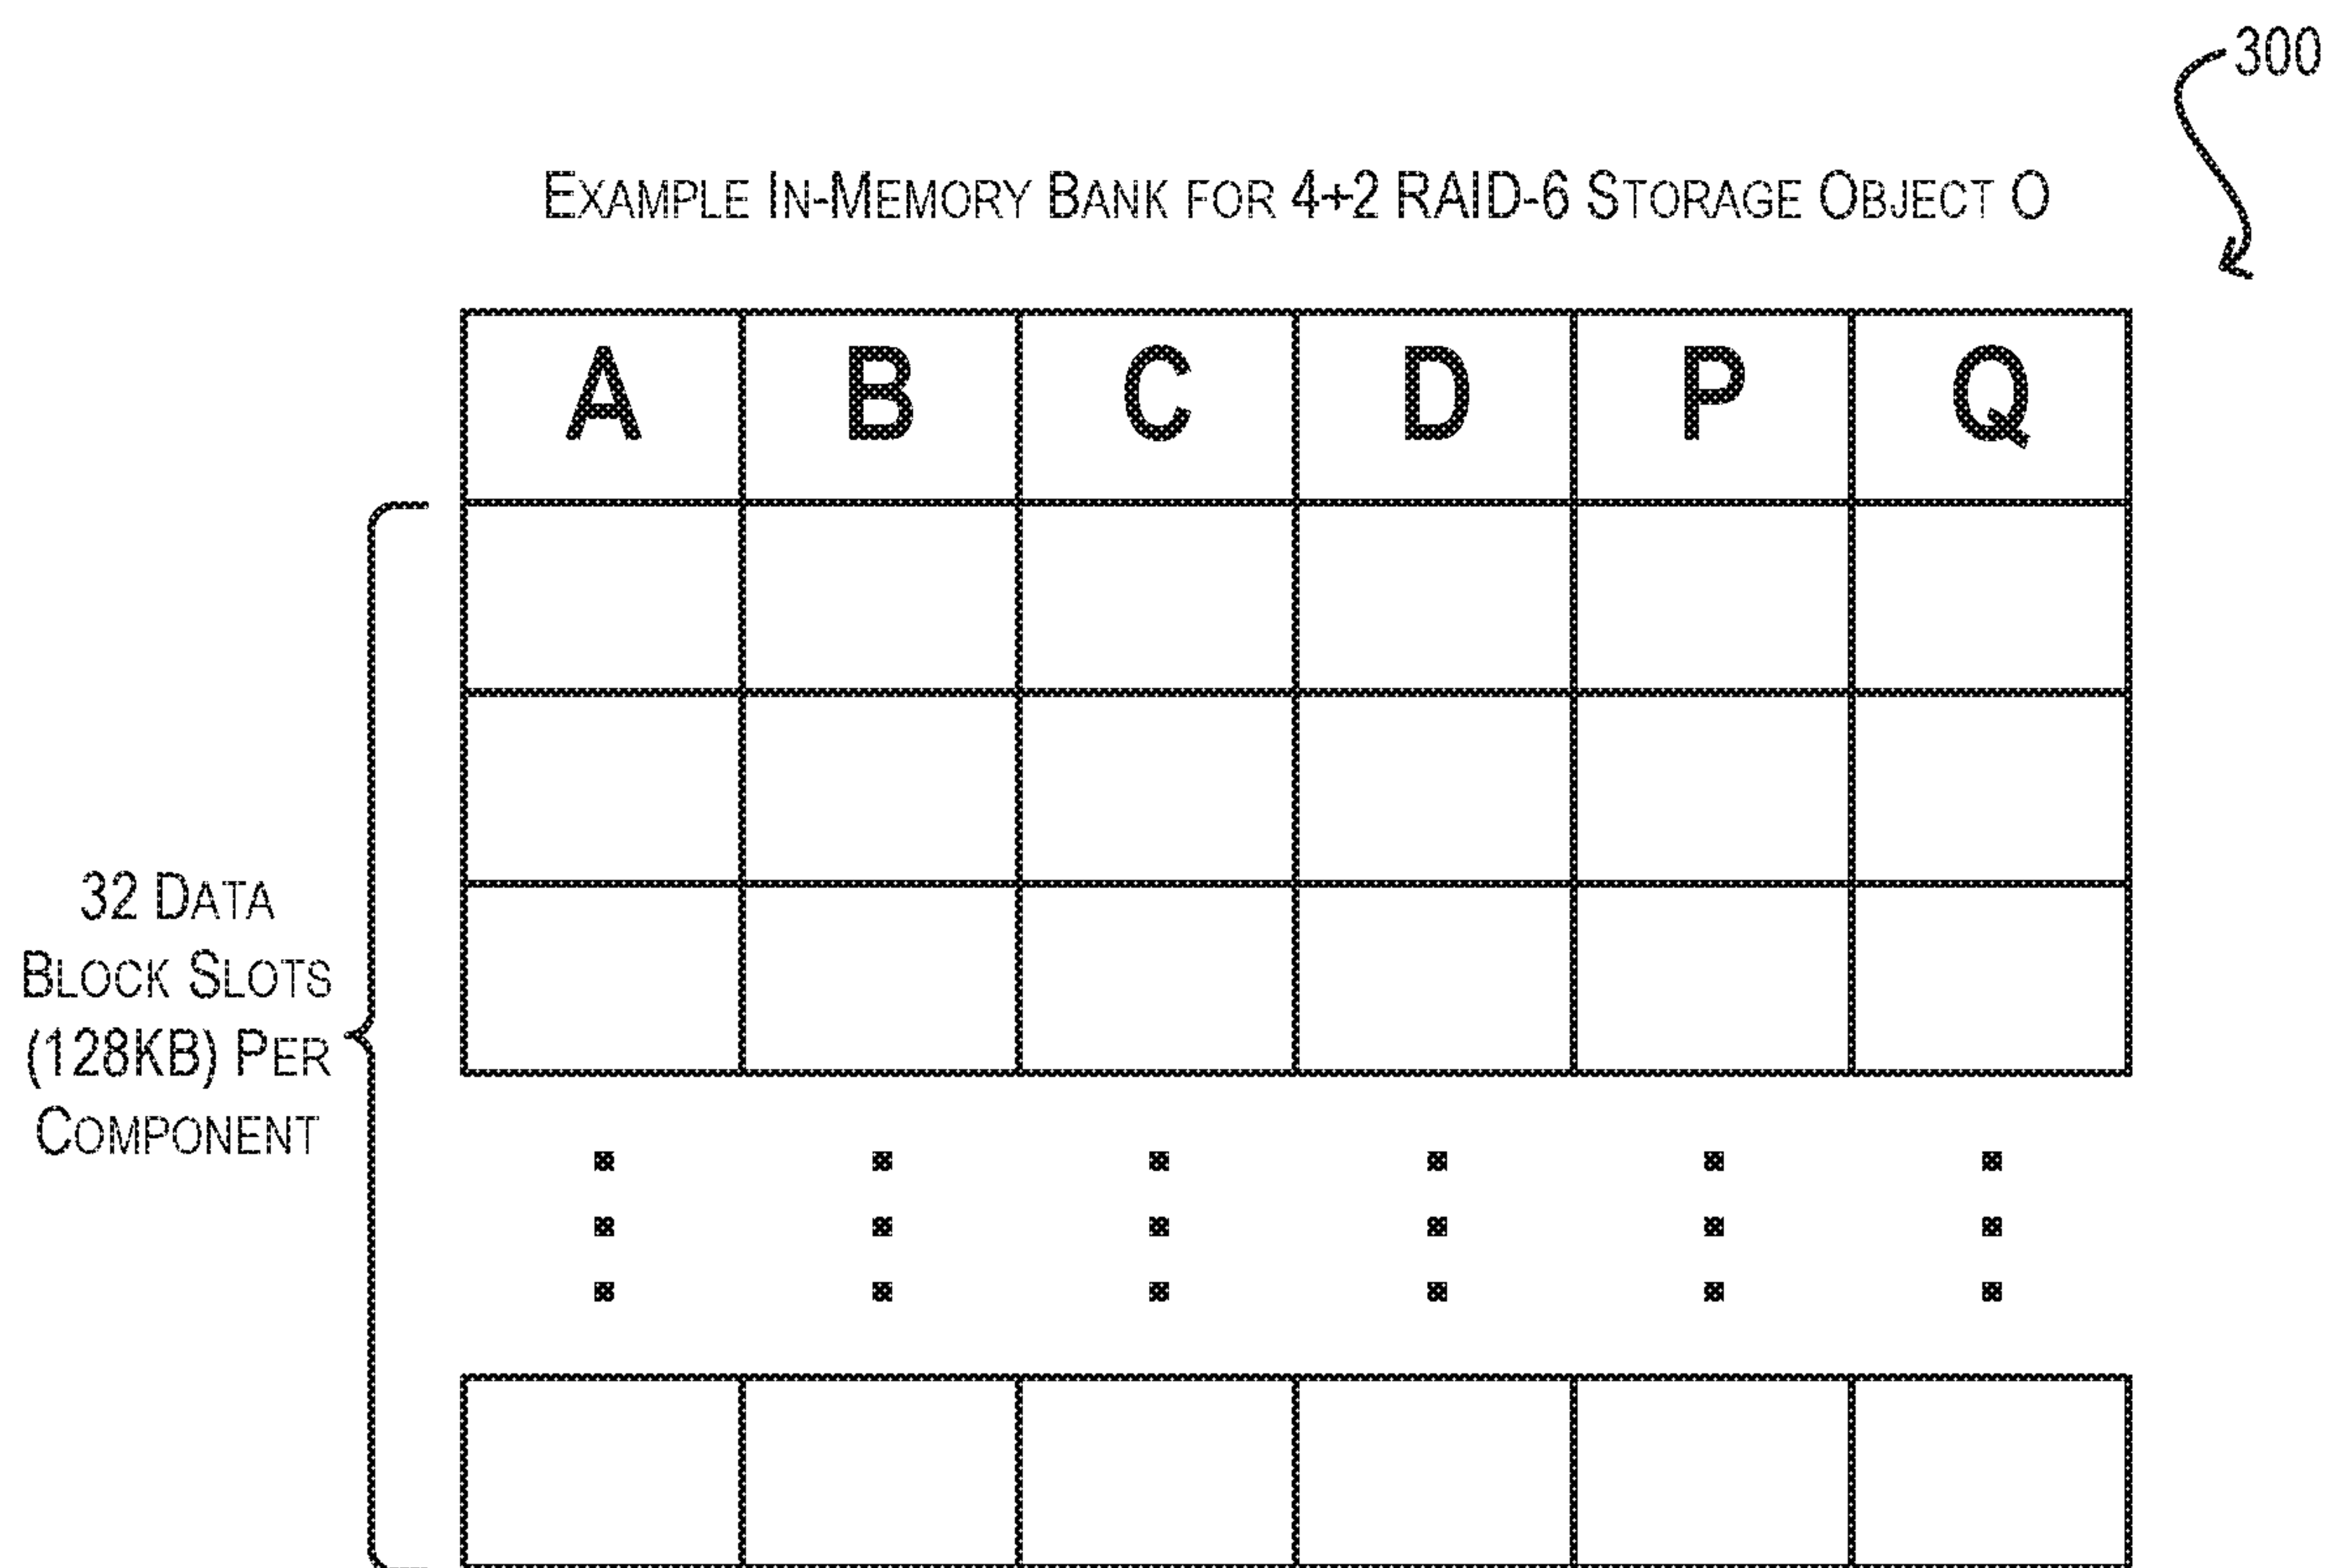 300
EXAMPLE IN-MEMORY BANK FOR 4+2 RAID-6 STORAGE OBJECT O
A B C D P Q
32 DATA
BLOCK SLOTS
(128KB) PER
COMPONENT